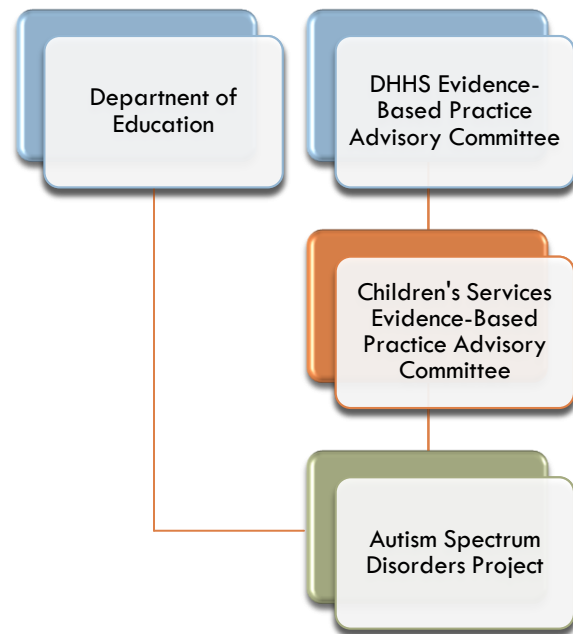 Department of
Education
DHHS Evidence-
Based Practice
Advisory Committee
Children's Services
Evidence-Based
Practice Advisory
Committee
Autism Spectrum
Disorders Project